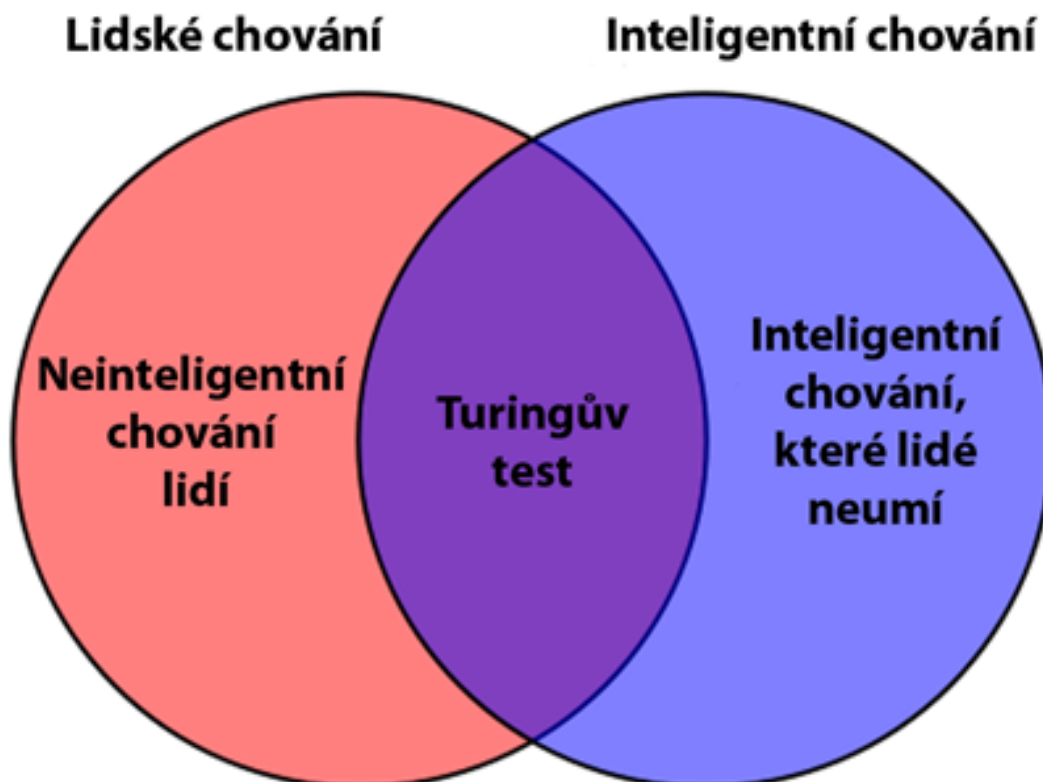 Lidské chování
Inteligentní chování
Neinteligentní
chování
lidí
Turingův
test
Inteligentní
chování,
které lidé
neumí